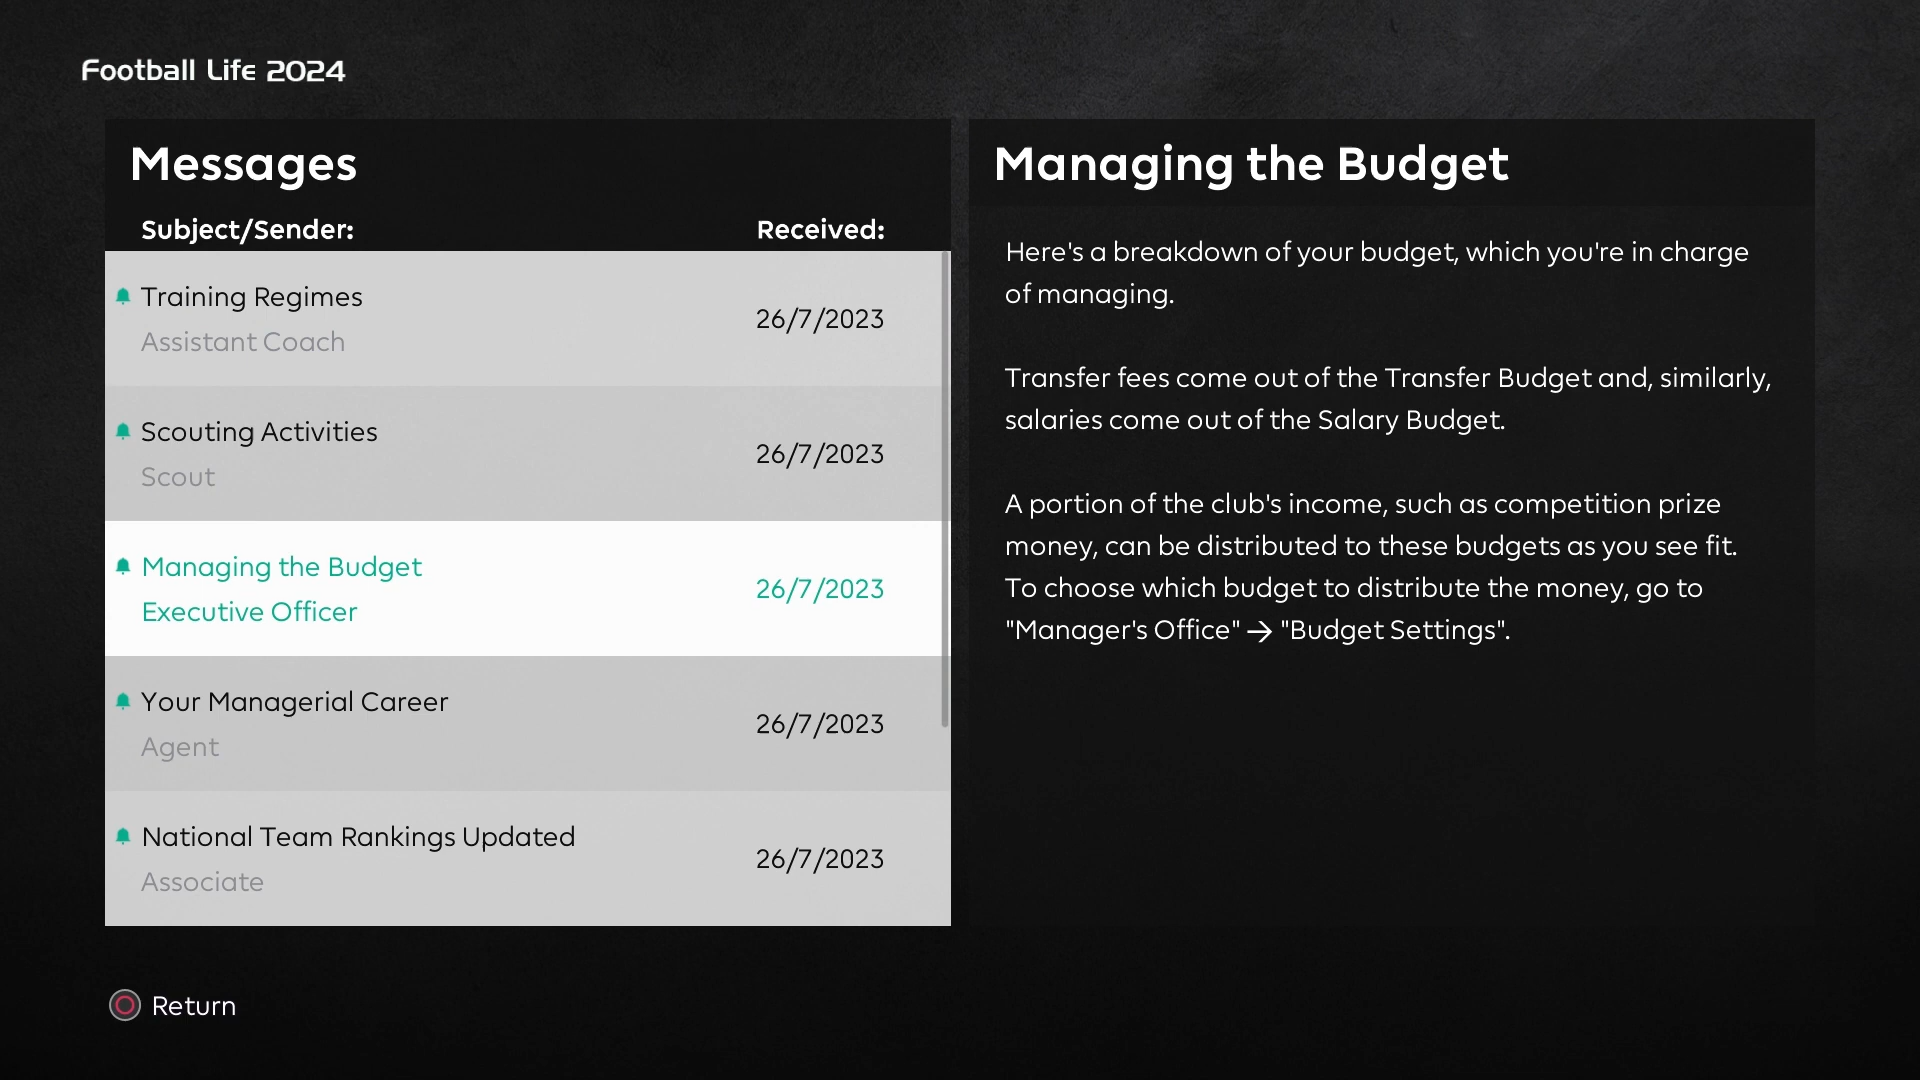 Football Life 2024
Messages
Subject/Sender: Received:
Training Regimes
Assistant Coach
26/7/2023
Scouting Activities
Scout
26/7/2023
Managing the Budget
Executive Officer
26/7/2023
Your Managerial Career
Agent
26/7/2023
National Team Rankings Updated
Associate
26/7/2023
Managing the Budget
Here's a breakdown of your budget, which you're in charge
of managing.
Transfer fees come out of the Transfer Budget and, similarly,
salaries come out of the Salary Budget.
A portion of the club's income, such as competition prize
money, can be distributed to these budgets as you see fit.
To choose which budget to distribute the money, go to
"Manager's Office" → "Budget Settings".
Return